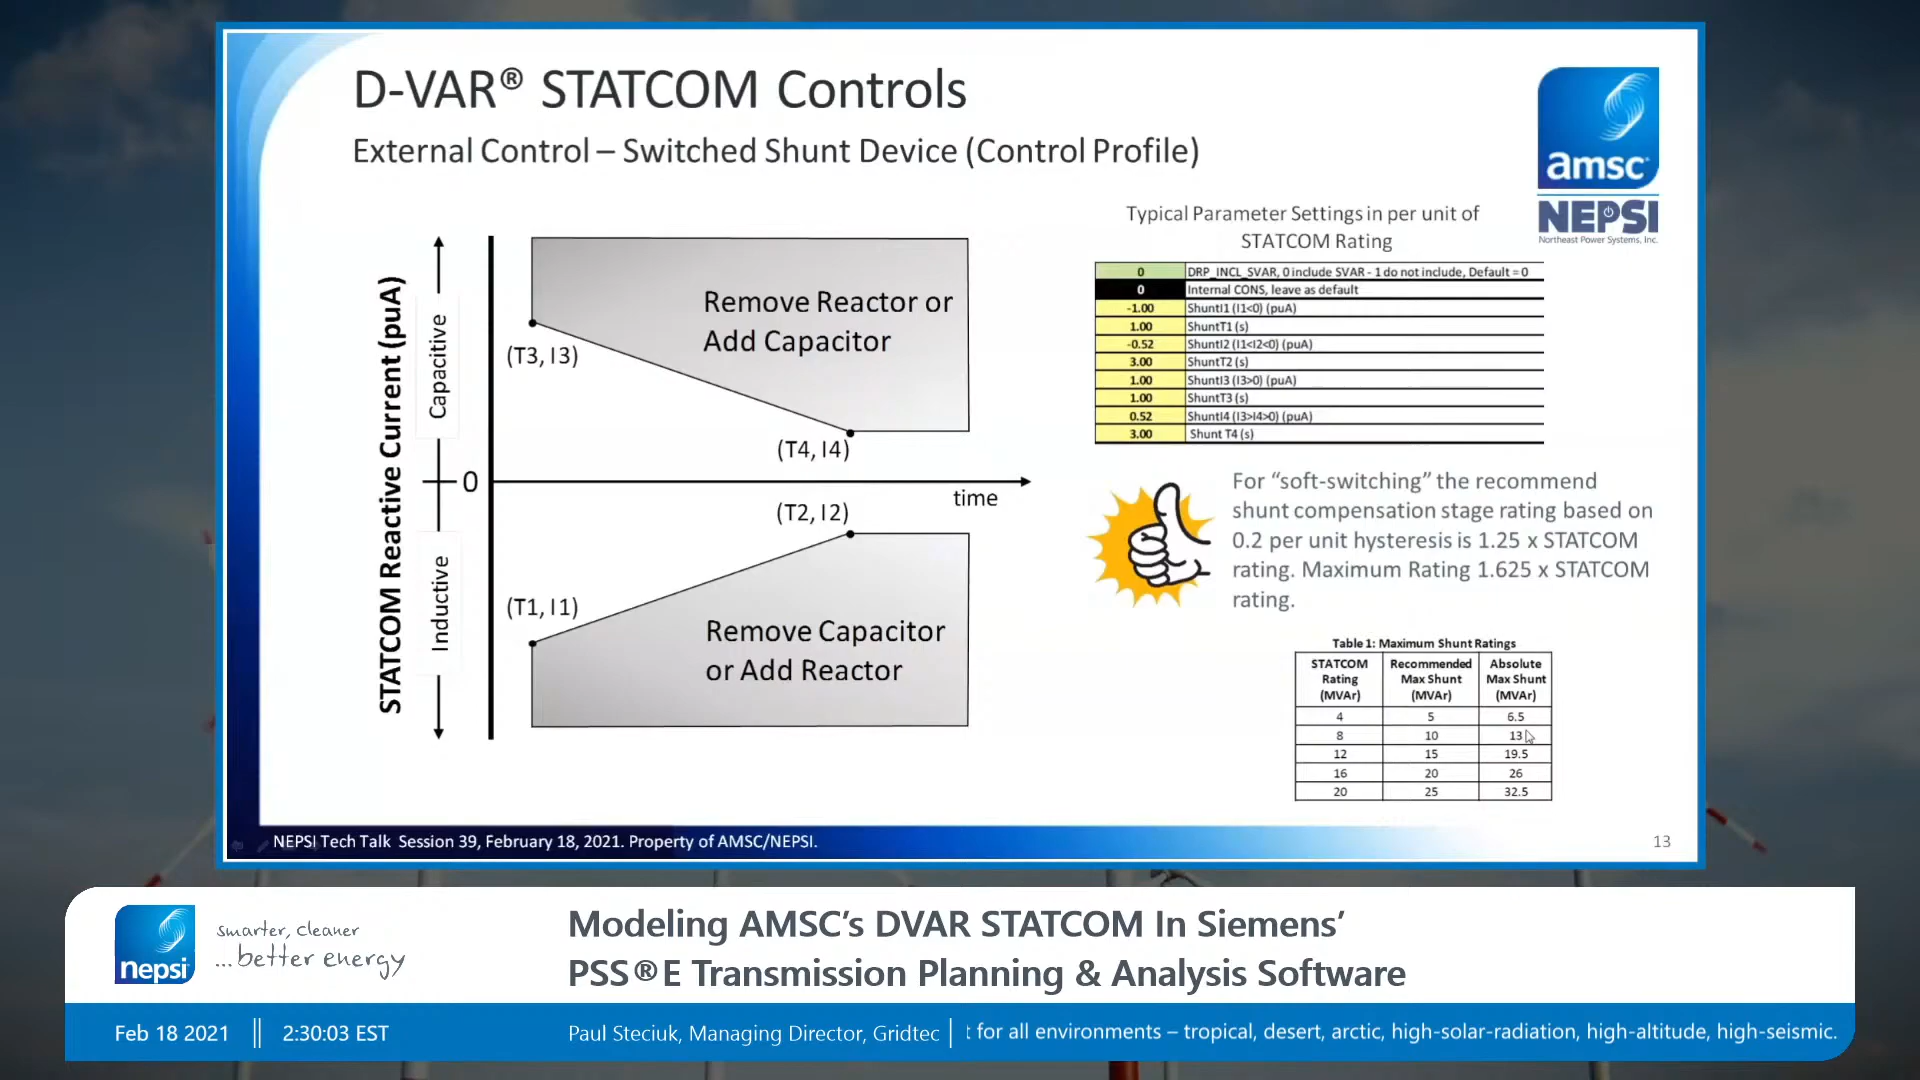 D-VAR® STATCOM Controls
External Control – Switched Shunt Device (Control Profile)
amsc
NEPSI
Northeast Power Systems, Inc.
STATCOM Reactive Current (puA)
Capacitive
Inductive
0
time
Remove Reactor or
Add Capacitor
(T3, I3)
(T4, I4)
(T2, I2)
(T1, I1)
Remove Capacitor
or Add Reactor
Typical Parameter Settings in per unit of
STATCOM Rating
0 DRP_INCL_SVAR, 0 include SVAR - 1 do not include, Default = 0
0 Internal CONS, leave as default
-1.00 ShuntI1 (I1<0) (puA)
1.00 ShuntT1 (s)
-0.52 ShuntI2 (I1<I2<0) (puA)
3.00 ShuntT2 (s)
1.00 ShuntI3 (I3>0) (puA)
1.00 ShuntT3 (s)
0.52 ShuntI4 (I3>I4>0) (puA)
3.00 Shunt T4 (s)
For “soft-switching” the recommend
shunt compensation stage rating based on
0.2 per unit hysteresis is 1.25 x STATCOM
rating. Maximum Rating 1.625 x STATCOM
rating.
Table 1: Maximum Shunt Ratings
STATCOM Rating (MVAr) Recommended Max Shunt (MVAr) Absolute Max Shunt (MVAr)
4 5 6.5
8 10 13
12 15 19.5
16 20 26
20 25 32.5
NEPSI Tech Talk Session 39, February 18, 2021. Property of AMSC/NEPSI.
13
nepsi
smarter, cleaner
...better energy
Modeling AMSC’s DVAR STATCOM In Siemens’
PSS®E Transmission Planning & Analysis Software
Feb 18 2021 || 2:30:03 EST
Paul Steciuk, Managing Director, Gridtec | t for all environments – tropical, desert, arctic, high-solar-radiation, high-altitude, high-seismic.